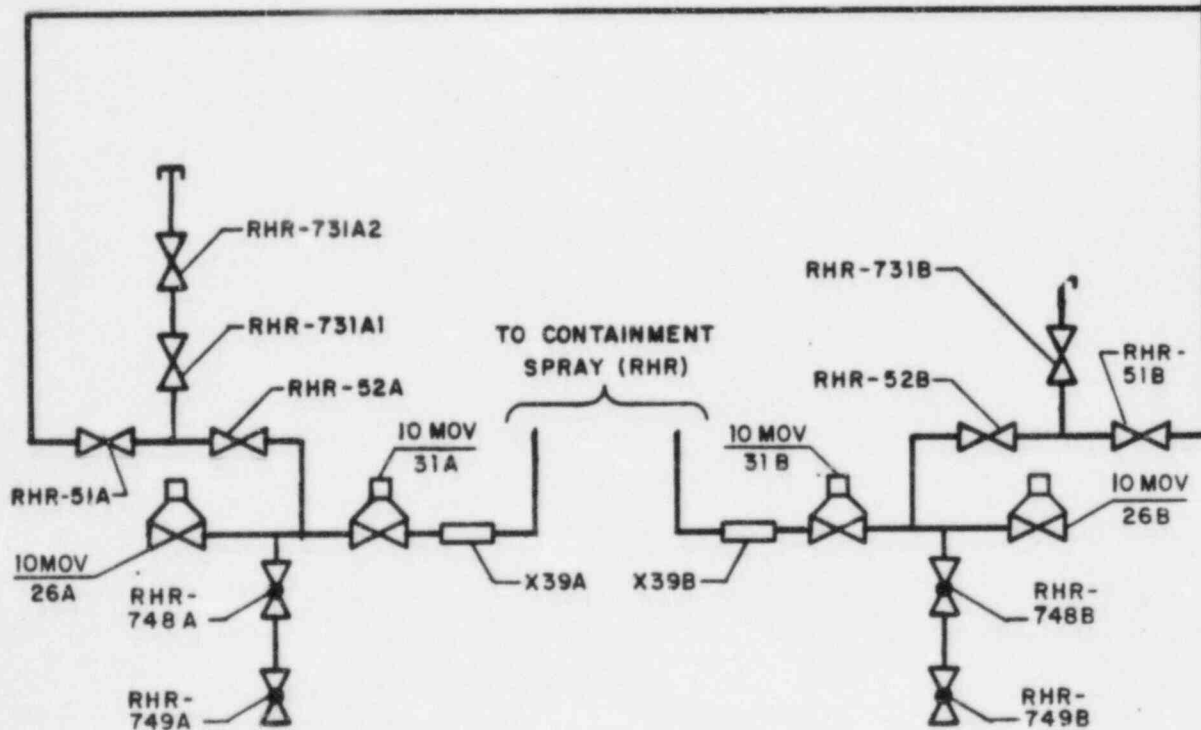 RHR-731A2
RHR-731B
RHR-731A1
TO CONTAINMENT
SPRAY (RHR)
RHR-
51B
RHR-52A
RHR-52B
10 MOV
31A
10 MOV
31B
RHR-51A
10 MOV
26B
10MOV
26A
X39A
X39B
RHR-
748A
RHR-
748B
RHR-
749A
RHR-
749B